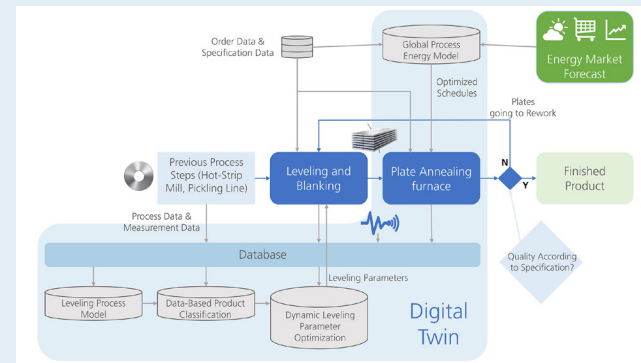 Order Data &
Specification Data
Global Process
Energy Model
Energy Market
Forecast
Optimized
Schedules
Plates
going to Rework
Previous Process
Steps (Hot-Strip
Mill, Pickling Line)
Leveling and
Blanking
Plate Annealing
furnace
N
Y
Finished
Product
Process Data &
Measurement Data
Database
Quality According
to Specification?
Leveling Parameters
Leveling Process
Model
Data-Based Product
Classification
Dynamic Leveling
Parameter
Optimization
Digital
Twin